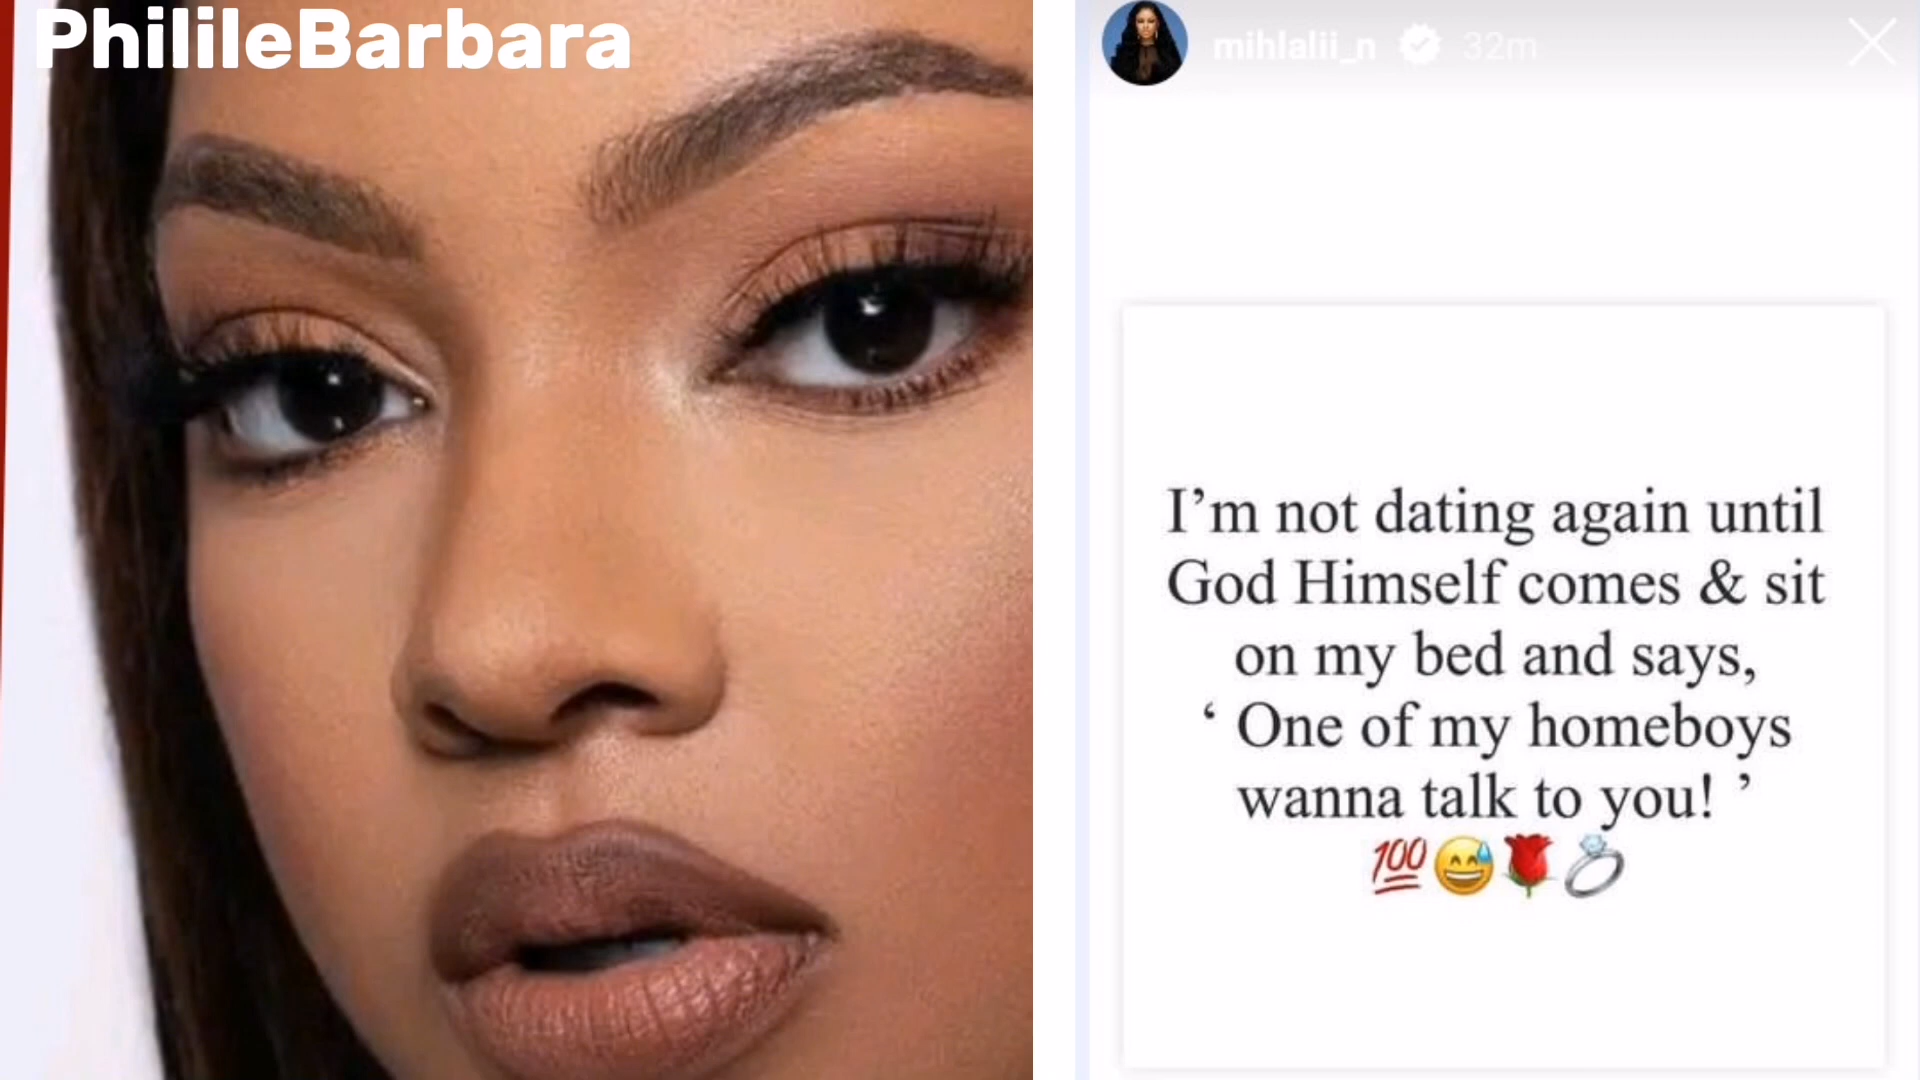 PhilileBarbara
mihlalii_n 32m
I’m not dating again until
God Himself comes & sit
on my bed and says,
‘ One of my homeboys
wanna talk to you! ’
💯😅🌹💍